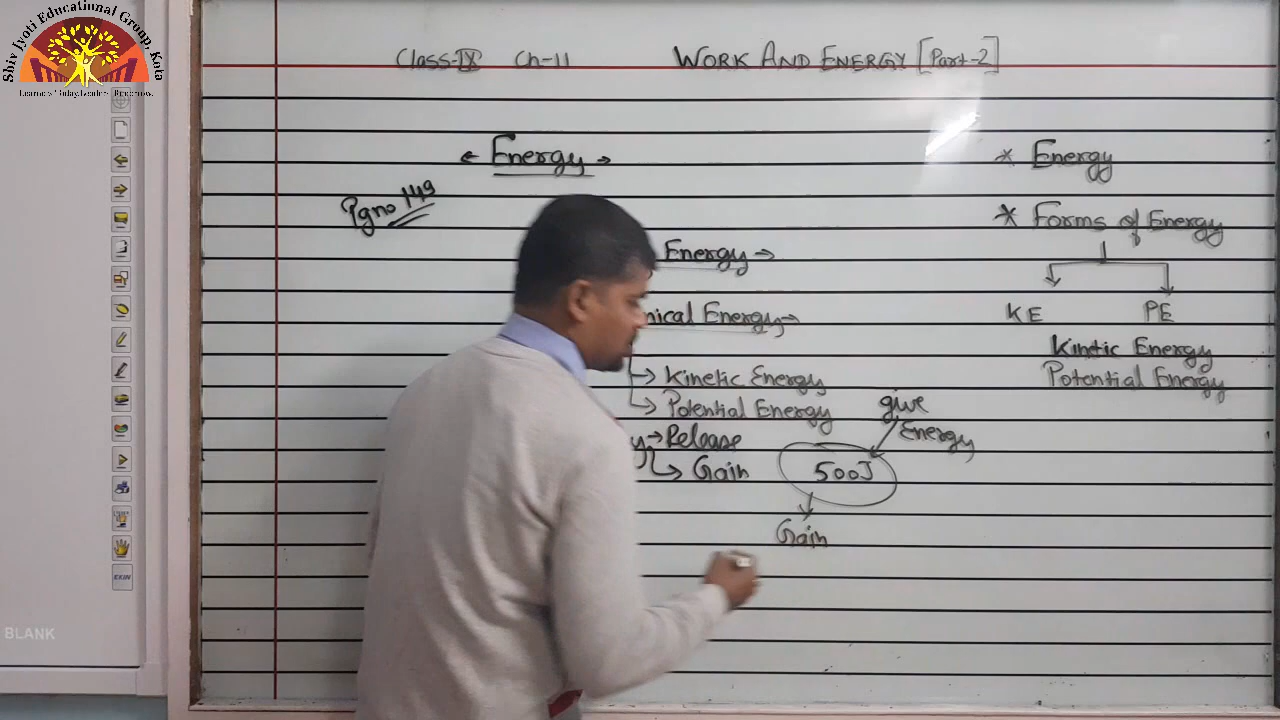 Shiv Jyoti Educational Group, Kota
Class-IX Ch-11 WORK AND ENERGY [Part-2]
Energy
Pg no 149
Energy
nical Energy
Kinetic Energy
Potential Energy
y Release
Gain
give
Energy
500J
Gain
* Energy
* Forms of Energy
KE PE
Kinetic Energy
Potential Energy
EKIN
BLANK